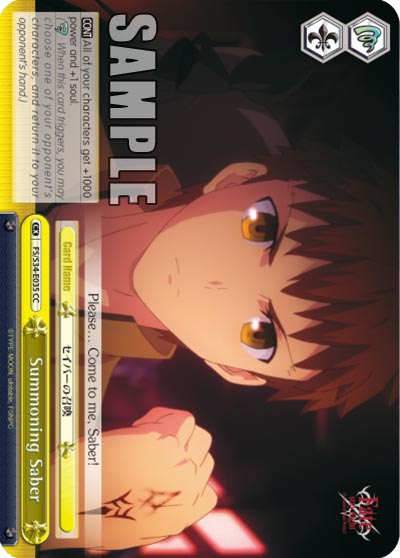 SAMPLE
CONT All of your characters get +1000
power and +1 soul.
(When this card triggers, you may
choose one of your opponent's
characters, and return it to your
opponent's hand.)
Please... Come to me, Saber!
Card Name
セイバーの召喚
CX
FS/S34-E035 CC
Summoning Saber
©TYPE-MOON, ufotable, FSNPC
Fate